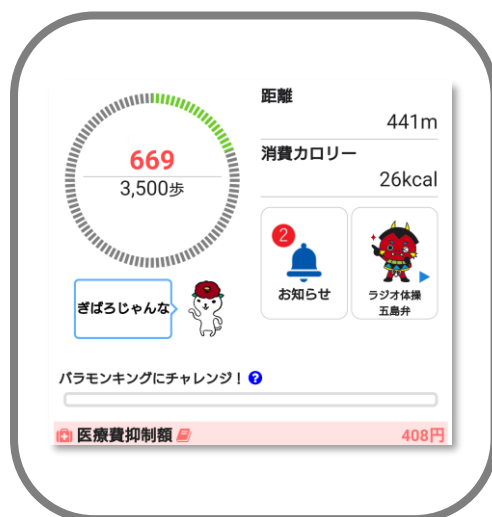 距離
441m
消費カロリー
26kcal
669
3,500歩
2
お知らせ
ラジオ体操
五島弁
ぎばろじゃんな
バラモンキングにチャレンジ！?
医療費抑制額
408円